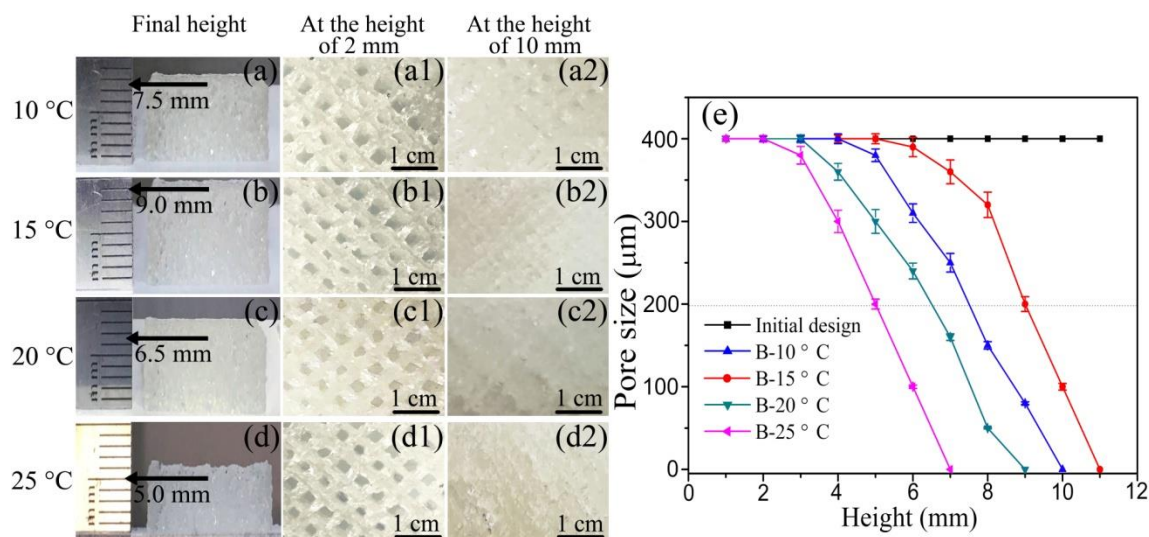 Final height
At the height
of 2 mm
At the height
of 10 mm
10 °C
(a)
7.5 mm
(a1)
1 cm
(a2)
1 cm
15 °C
(b)
9.0 mm
(b1)
1 cm
(b2)
1 cm
20 °C
(c)
6.5 mm
(c1)
1 cm
(c2)
1 cm
25 °C
(d)
5.0 mm
(d1)
1 cm
(d2)
1 cm
(e)
Pore size (μm)
400
300
200
100
0
Initial design
B-10 ° C
B-15 ° C
B-20 ° C
B-25 ° C
0 2 4 6 8 10 12
Height (mm)